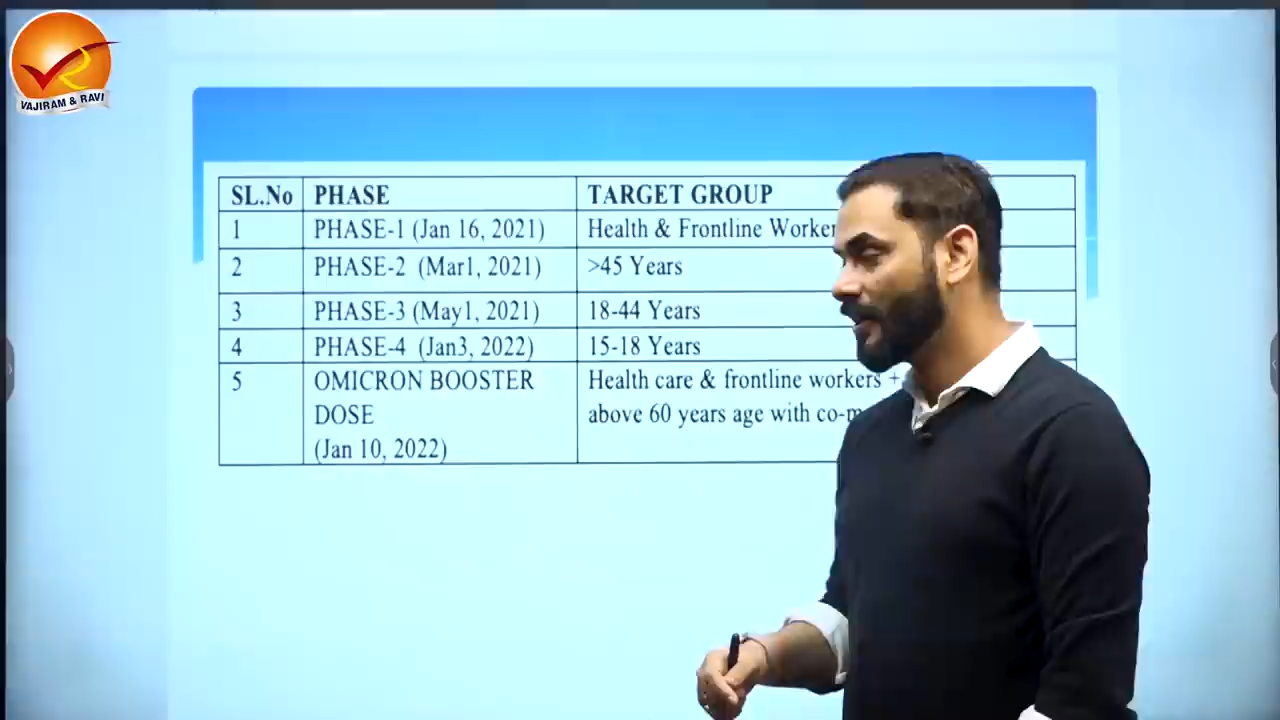 VAJIRAM & RAVI
SL.No PHASE TARGET GROUP
1 PHASE-1 (Jan 16, 2021) Health & Frontline Worker
2 PHASE-2 (Mar1, 2021) >45 Years
3 PHASE-3 (May1, 2021) 18-44 Years
4 PHASE-4 (Jan3, 2022) 15-18 Years
5 OMICRON BOOSTER Health care & frontline workers +
DOSE above 60 years age with co-m
(Jan 10, 2022)